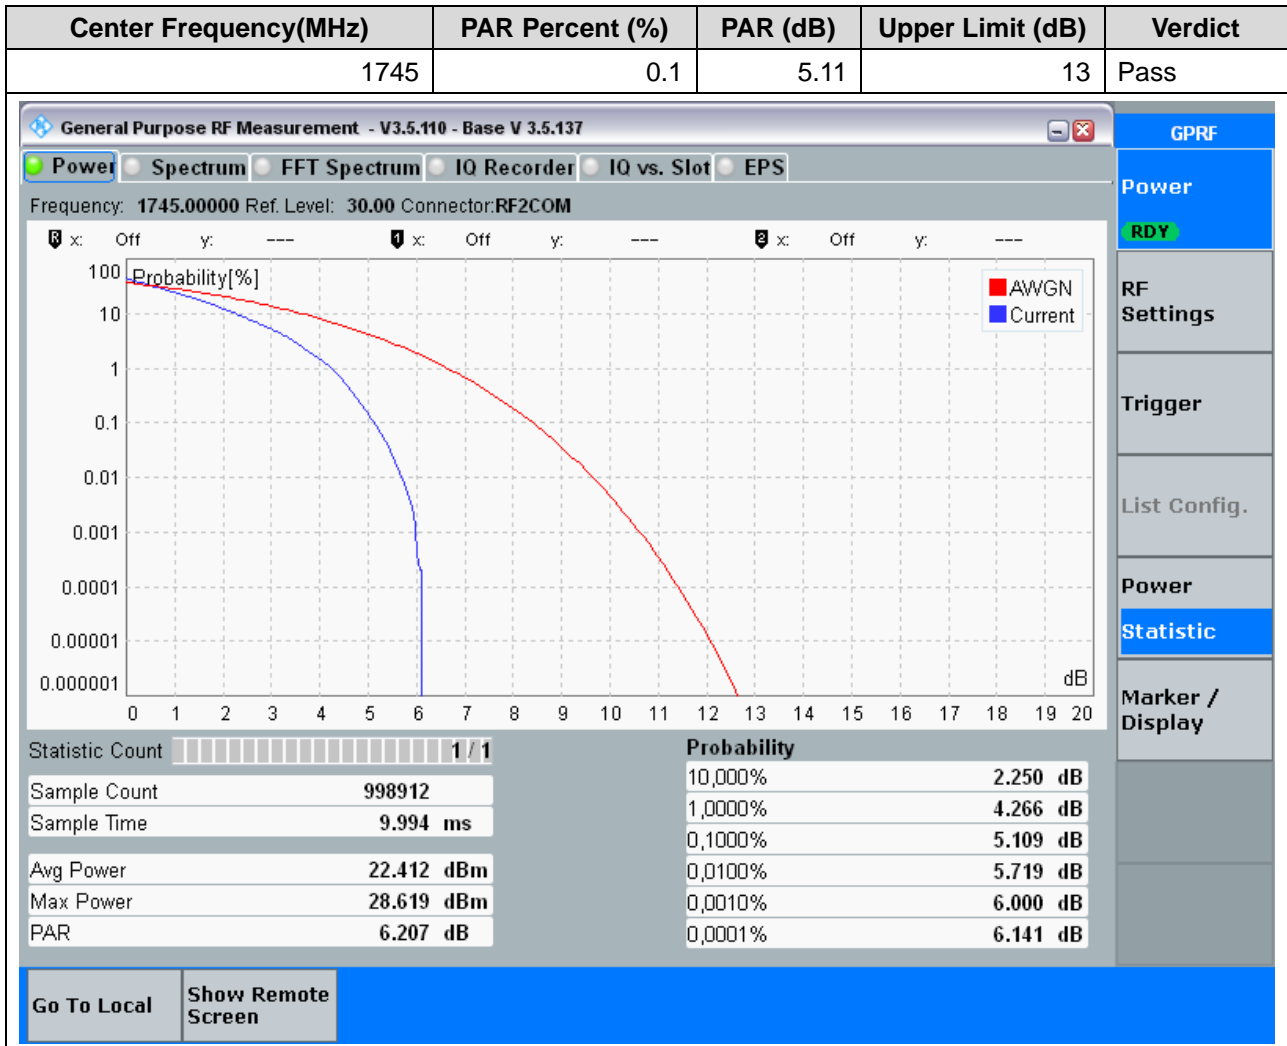 Center Frequency(MHz) PAR Percent (%) PAR (dB) Upper Limit (dB) Verdict
1745 0.1 5.11 13 Pass
General Purpose RF Measurement - V3.5.110 - Base V 3.5.137
GPRF
Power Spectrum FFT Spectrum IQ Recorder IQ vs. Slot EPS
Frequency: 1745.00000 Ref. Level: 30.00 Connector:RF2COM
R x: Off y: --- 1 x: Off y: --- 2 x: Off y: ---
Probability[%]
AWGN
Current
100
10
1
0.1
0.01
0.001
0.0001
0.00001
0.000001
dB
0 1 2 3 4 5 6 7 8 9 10 11 12 13 14 15 16 17 18 19 20
Statistic Count 1 / 1
Sample Count 998912
Sample Time 9.994 ms
Avg Power 22.412 dBm
Max Power 28.619 dBm
PAR 6.207 dB
Probability
10,000% 2.250 dB
1,0000% 4.266 dB
0,1000% 5.109 dB
0,0100% 5.719 dB
0,0010% 6.000 dB
0,0001% 6.141 dB
Power
RDY
RF
Settings
Trigger
List Config.
Power
Statistic
Marker /
Display
Go To Local
Show Remote
Screen